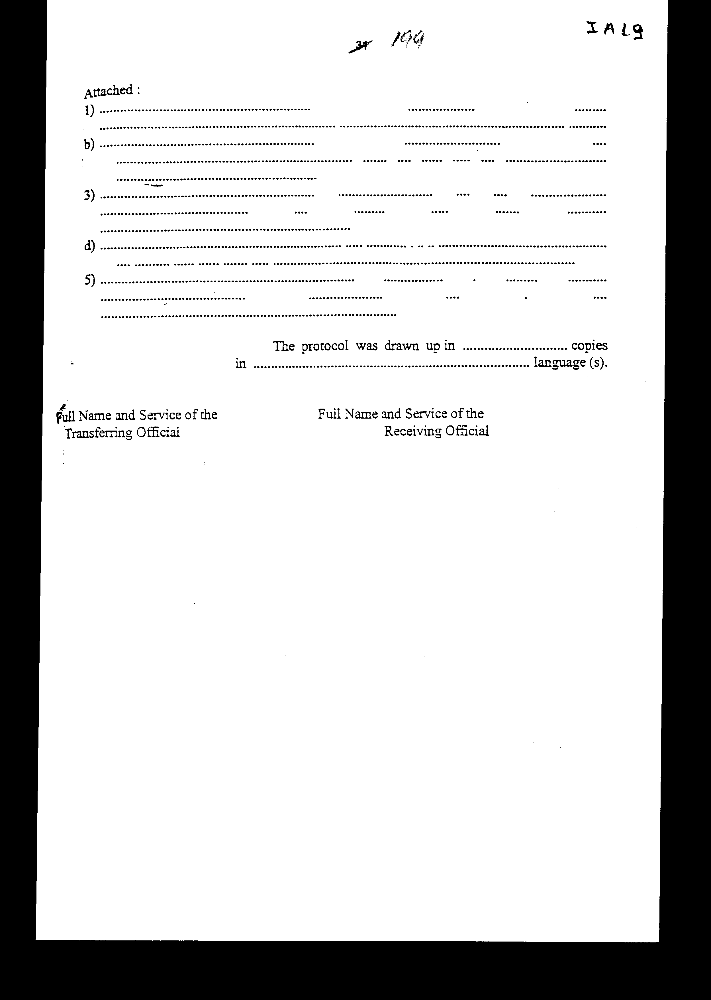 I A 19
31 199
Attached :
1) .................................................. .................. .........
........................................................ ...................................................... ..........
b) .................................................. .......................... ....
........................................................ ....... .... ...... ..... .... ...........................
................................................
3) .................................................. ......................... .... .... .....................
................................... .... ......... ..... ....... ...........
............................................................
d) .......................................................... ..... ............ . .. .. ..............................................
.... .......... ...... ...... ....... ..... ........................................................................
5) ............................................................ ................ . ......... ...........
................................... .................... .... . ....
.......................................................................
The protocol was drawn up in .............................. copies
in ............................................................................... language (s).
Full Name and Service of the Full Name and Service of the
Transferring Official Receiving Official